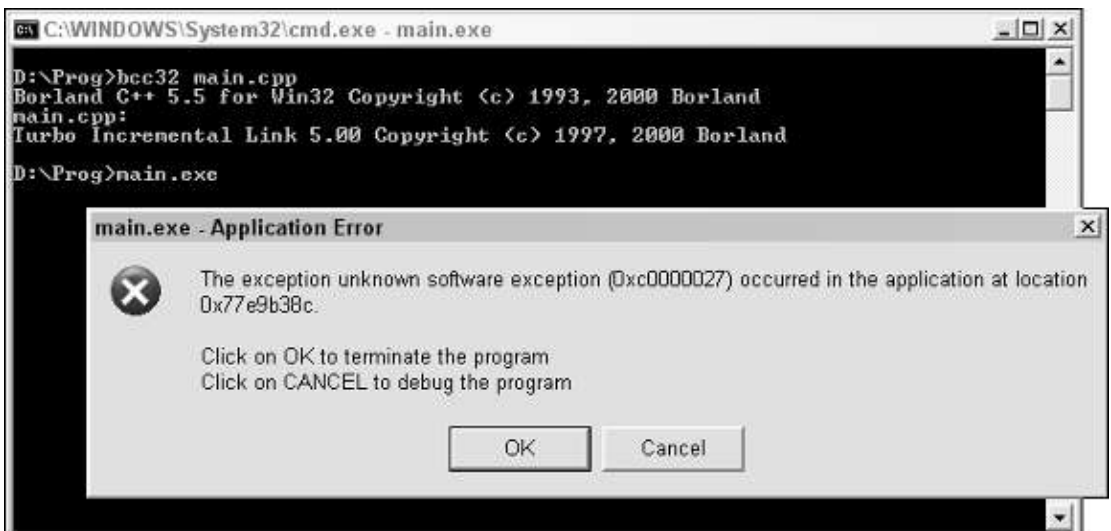 C:\WINDOWS\System32\cmd.exe - main.exe
D:\Prog>bcc32 main.cpp
Borland C++ 5.5 for Win32 Copyright (c) 1993, 2000 Borland
main.cpp:
Turbo Incremental Link 5.00 Copyright (c) 1997, 2000 Borland
D:\Prog>main.exe
main.exe - Application Error
The exception unknown software exception (0xc0000027) occurred in the application at location
0x77e9b38c.
Click on OK to terminate the program
Click on CANCEL to debug the program
OK Cancel